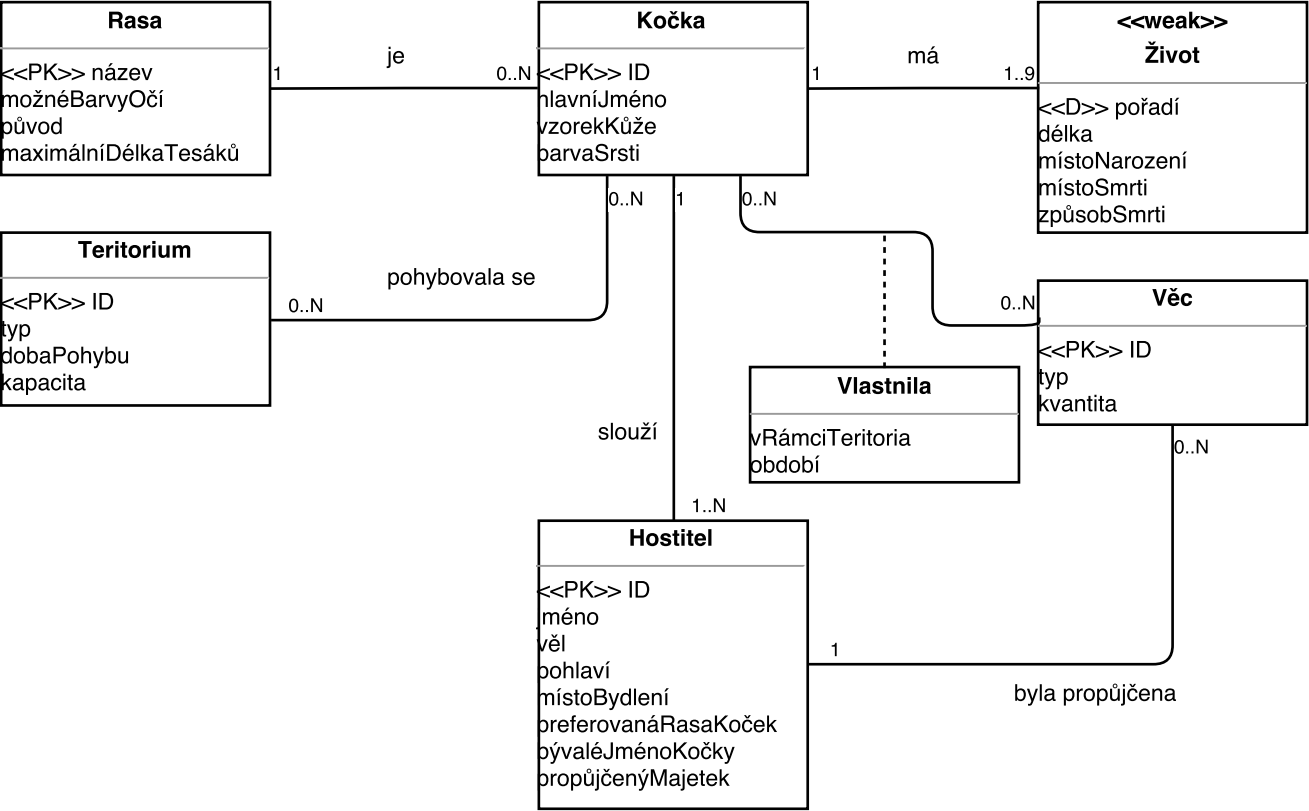 Rasa
<<PK>> název
možnéBarvyOčí
původ
maximálníDélkaTesáků
je
1
0..N
Kočka
<<PK>> ID
hlavníJméno
vzorekKůže
barvaSrsti
má
1
1..9
<<weak>>
Život
<<D>> pořadí
délka
místoNarození
místoSmrti
způsobSmrti
0..N
1
0..N
Teritorium
<<PK>> ID
typ
dobaPohybu
kapacita
pohybovala se
0..N
0..N
Věc
<<PK>> ID
typ
kvantita
Vlastnila
vRámciTeritoria
období
slouží
0..N
1..N
Hostitel
<<PK>> ID
jméno
věl
pohlaví
místoBydlení
preferovanáRasaKoček
bývaléJménoKočky
propůjčenýMajetek
1
byla propůjčena